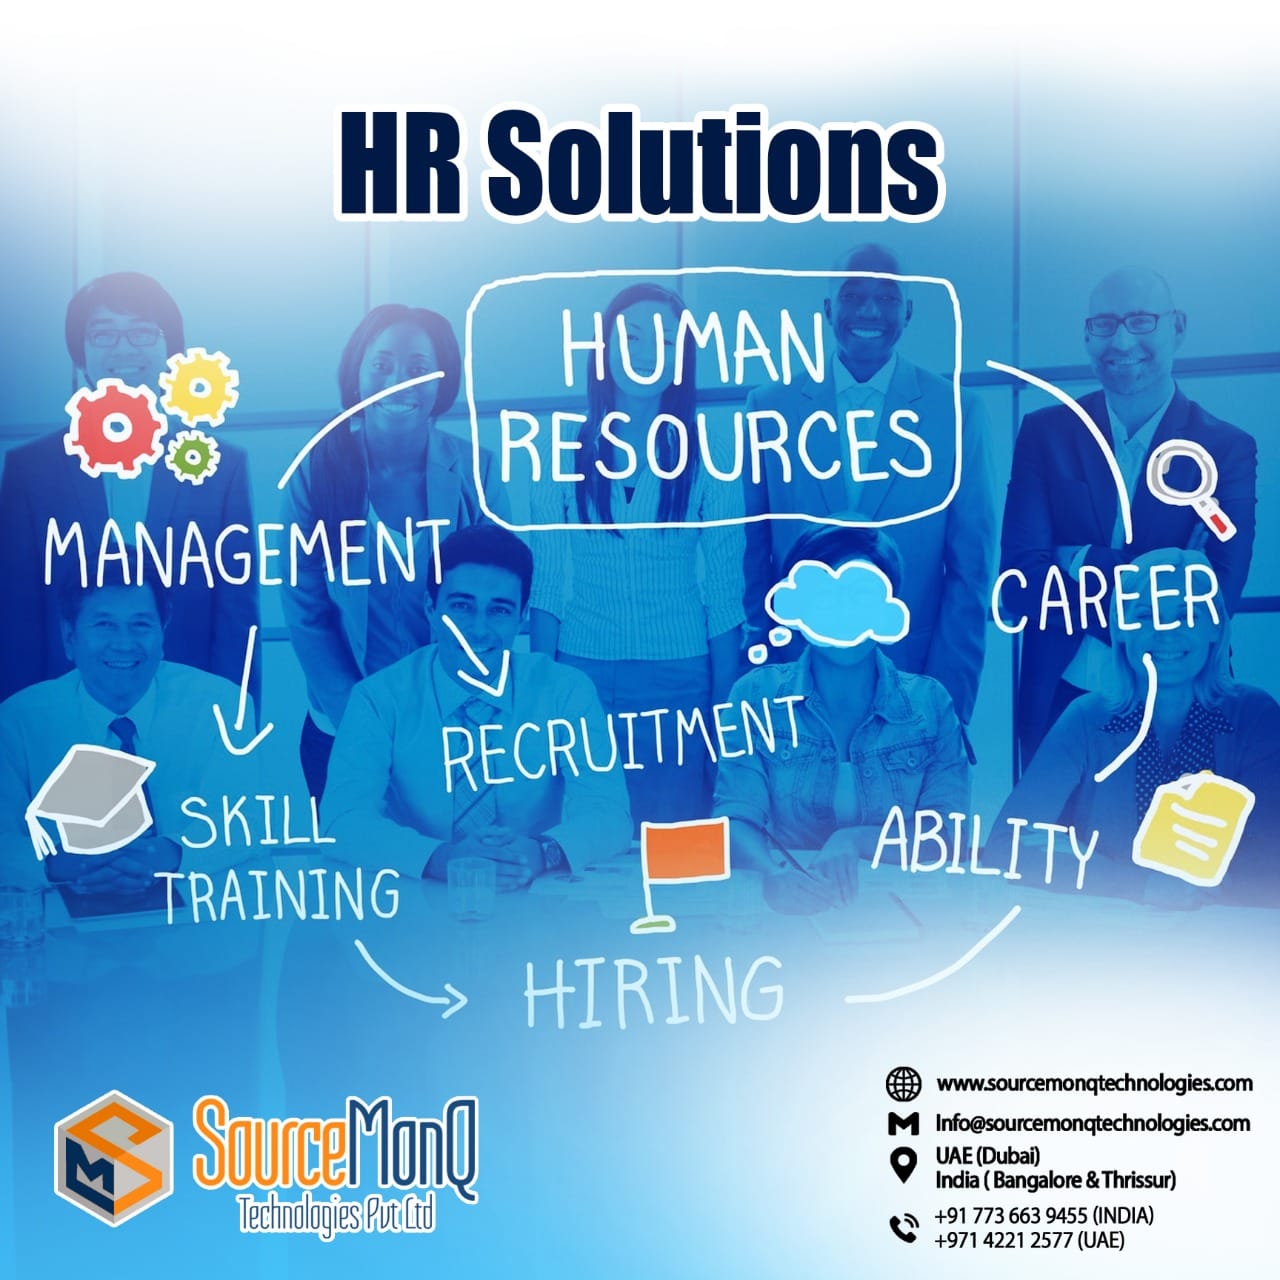 HR Solutions
HUMAN
RESOURCES
MANAGEMENT
CAREER
RECRUITMENT
SKILL
TRAINING
ABILITY
HIRING
SourceMonQ
Technologies Pvt Ltd
www.sourcemonqtechnologies.com
Info@sourcemonqtechnologies.com
UAE (Dubai)
India ( Bangalore & Thrissur)
+91 773 663 9455 (INDIA)
+971 4221 2577 (UAE)